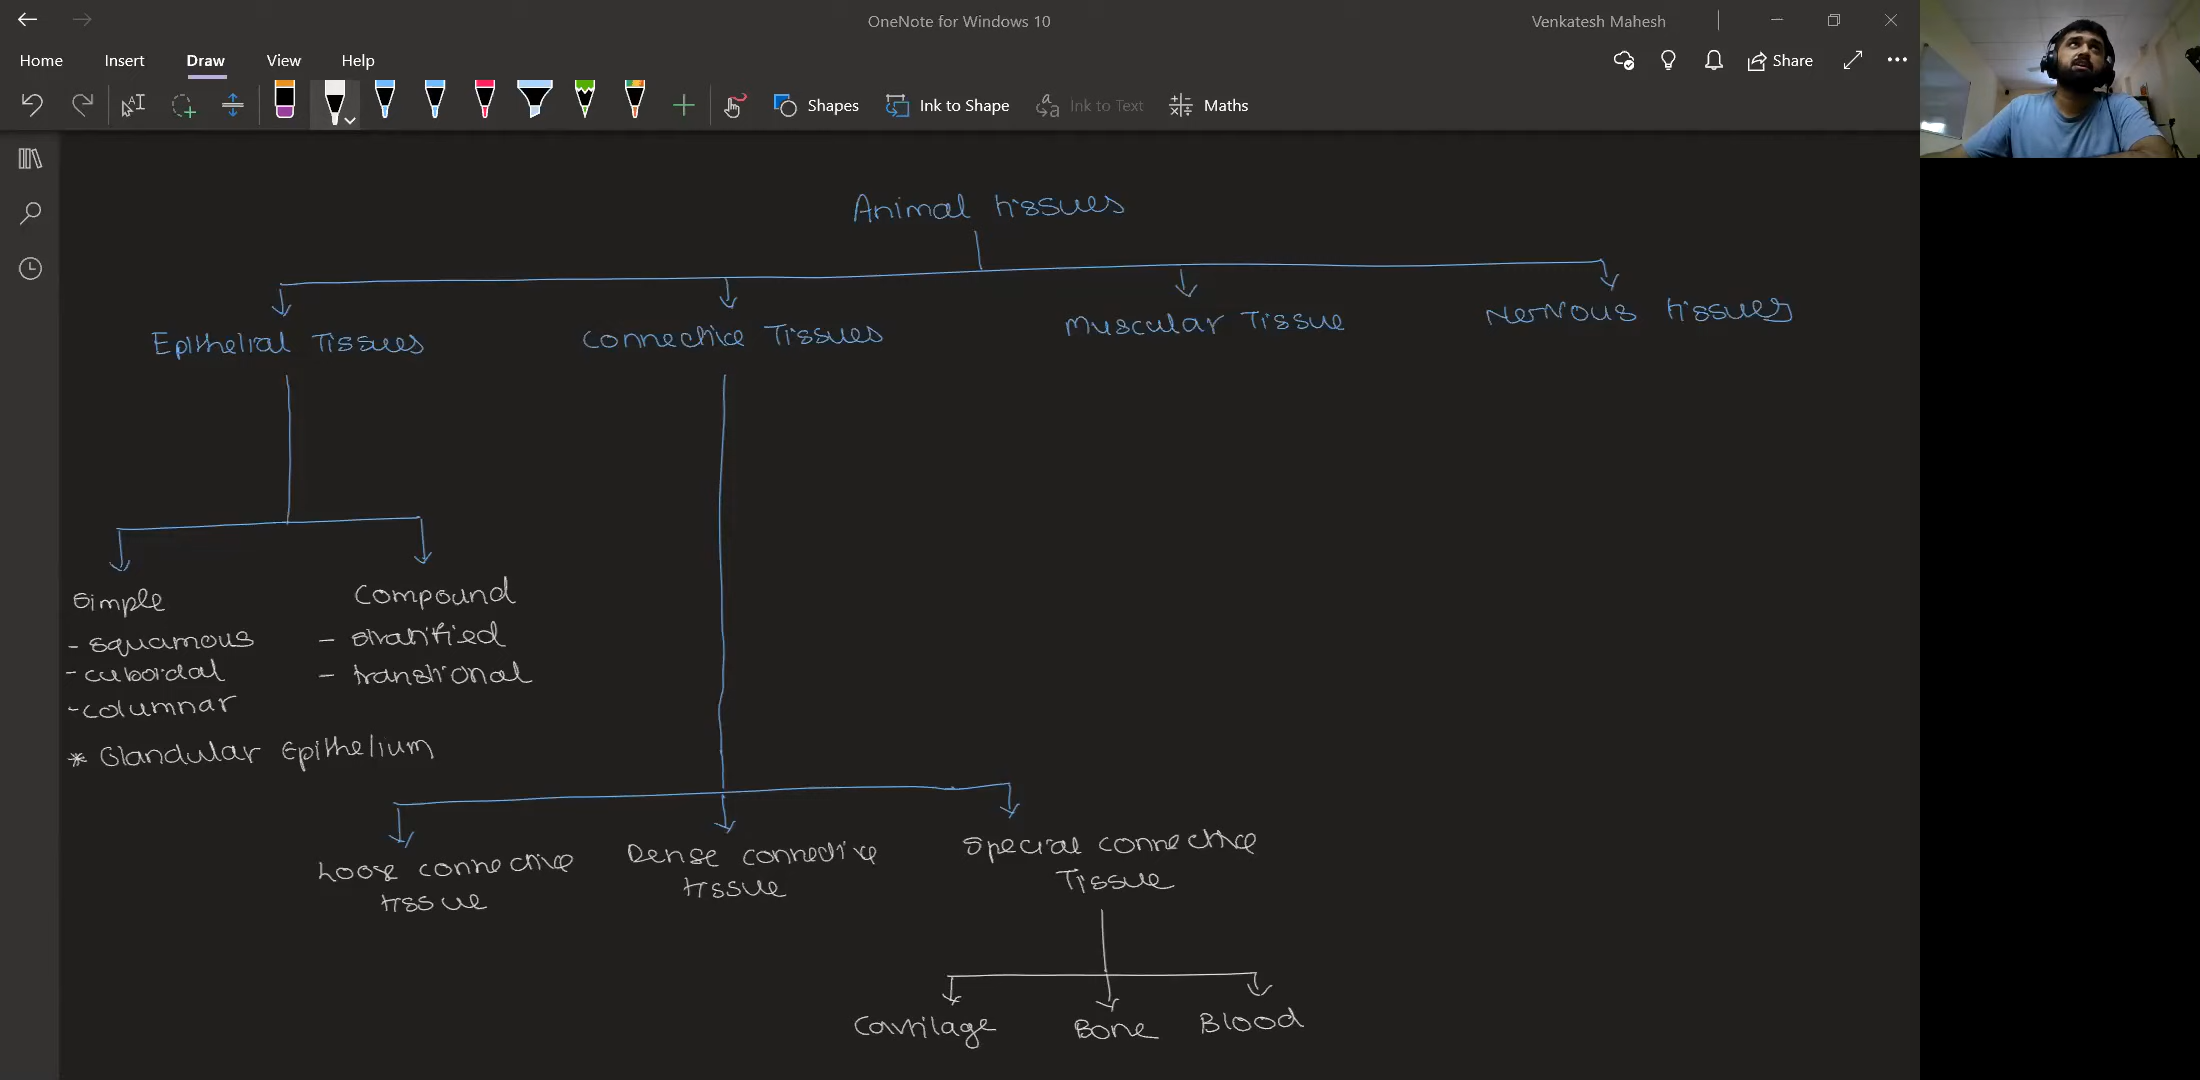 OneNote for Windows 10
Venkatesh Mahesh
Home Insert Draw View Help
Share
Shapes Ink to Shape Ink to Text Maths
Animal tissues
Epithelial Tissues
Connective Tissues
Muscular Tissue
Nervous tissues
Simple
- squamous
- cuboidal
- columnar
Compound
- stratified
- transitional
* Glandular Epithelium
Loose connective
tissue
Dense connective
tissue
Special connective
Tissue
Cartilage
Bone
Blood